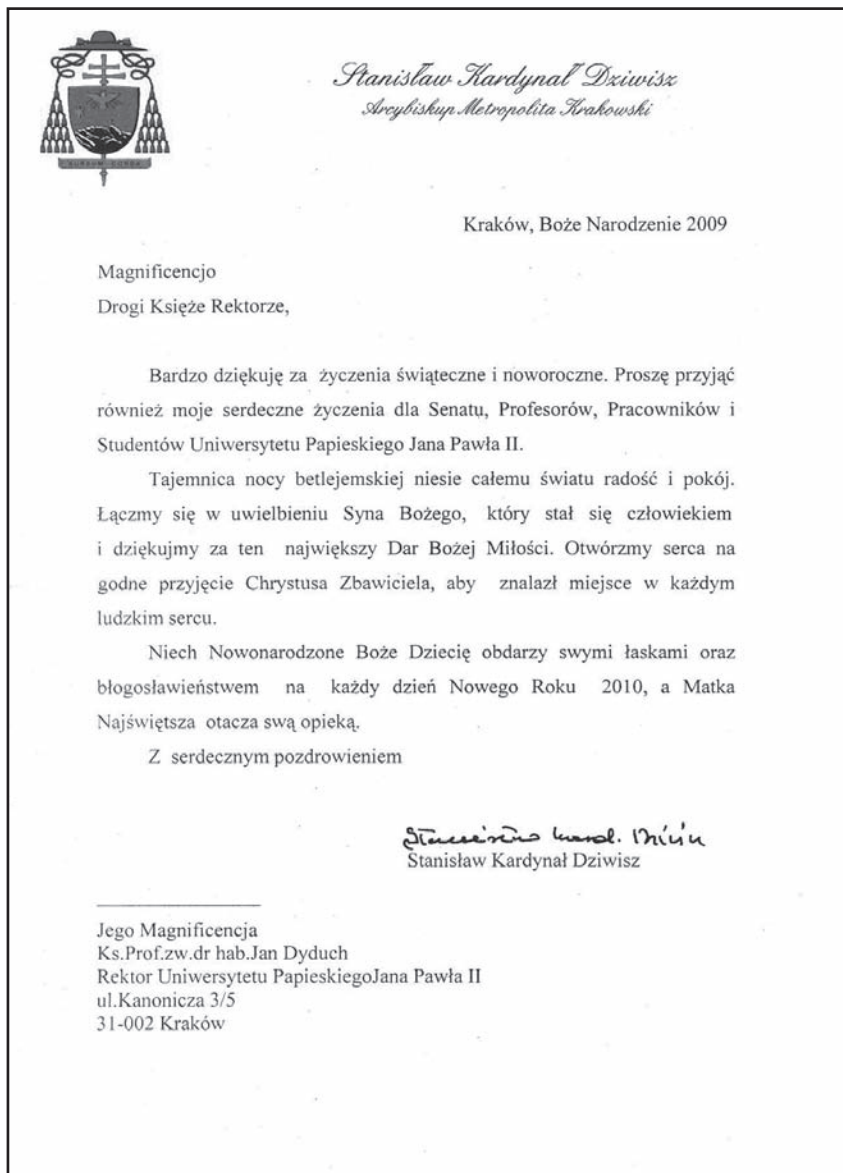 Stanisław Kardynał Dziwisz
Arcybiskup Metropolita Krakowski
SURSUM CORDA
Kraków, Boże Narodzenie 2009
Magnificencjo
Drogi Księże Rektorze,
Bardzo dziękuję za życzenia świąteczne i noworoczne. Proszę przyjąć
również moje serdeczne życzenia dla Senatu, Profesorów, Pracowników i
Studentów Uniwersytetu Papieskiego Jana Pawła II.
Tajemnica nocy betlejemskiej niesie całemu światu radość i pokój.
Łączmy się w uwielbieniu Syna Bożego, który stał się człowiekiem
i dziękujmy za ten największy Dar Bożej Miłości. Otwórzmy serca na
godne przyjęcie Chrystusa Zbawiciela, aby znalazł miejsce w każdym
ludzkim sercu.
Niech Nowonarodzone Boże Dziecię obdarzy swymi łaskami oraz
błogosławieństwem na każdy dzień Nowego Roku 2010, a Matka
Najświętsza otacza swą opieką.
Z serdecznym pozdrowieniem
Stanisław kard. Dziwisz
Stanisław Kardynał Dziwisz
Jego Magnificencja
Ks.Prof.zw.dr hab.Jan Dyduch
Rektor Uniwersytetu PapieskiegoJana Pawła II
ul.Kanonicza 3/5
31-002 Kraków